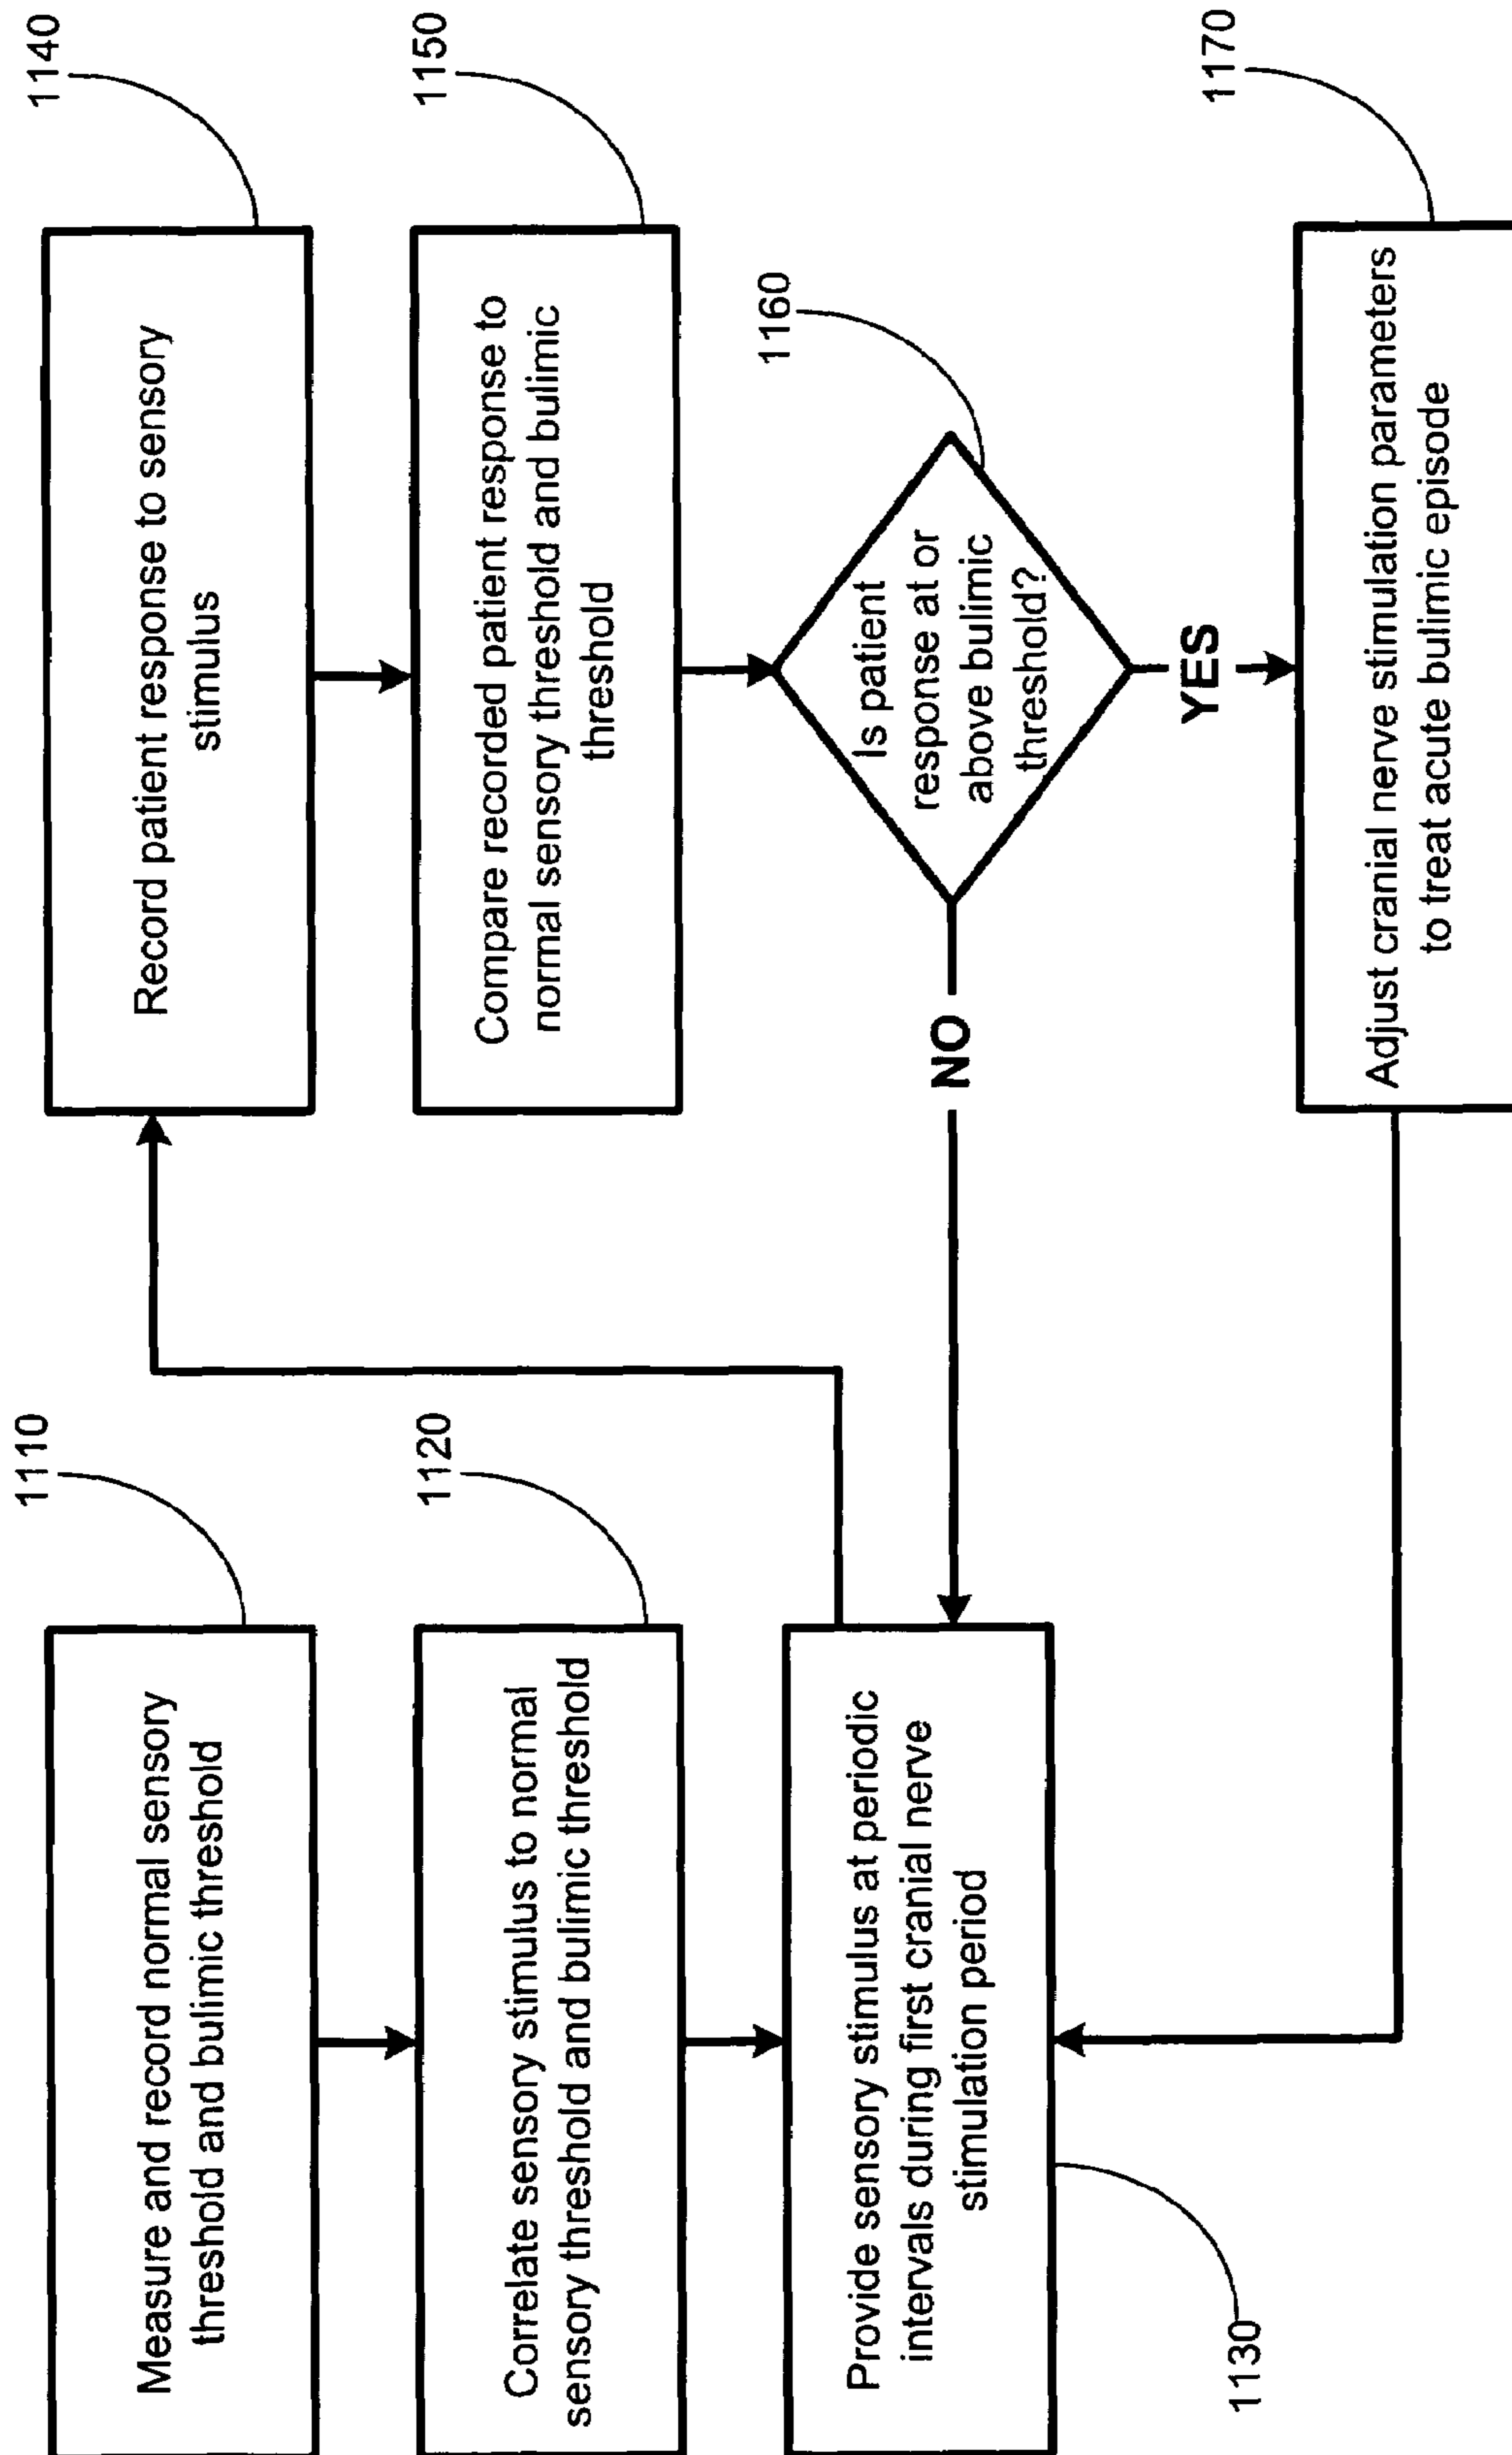 1110
Measure and record normal sensory
threshold and bulimic threshold
1120
Correlate sensory stimulus to normal
sensory threshold and bulimic threshold
Provide sensory stimulus at periodic
intervals during first cranial nerve
stimulation period
1130
1140
Record patient response to sensory
stimulus
1150
Compare recorded patient response to
normal sensory threshold and bulimic
threshold
1160
Is patient
response at or
above bulimic
threshold?
NO
YES
1170
Adjust cranial nerve stimulation parameters
to treat acute bulimic episode